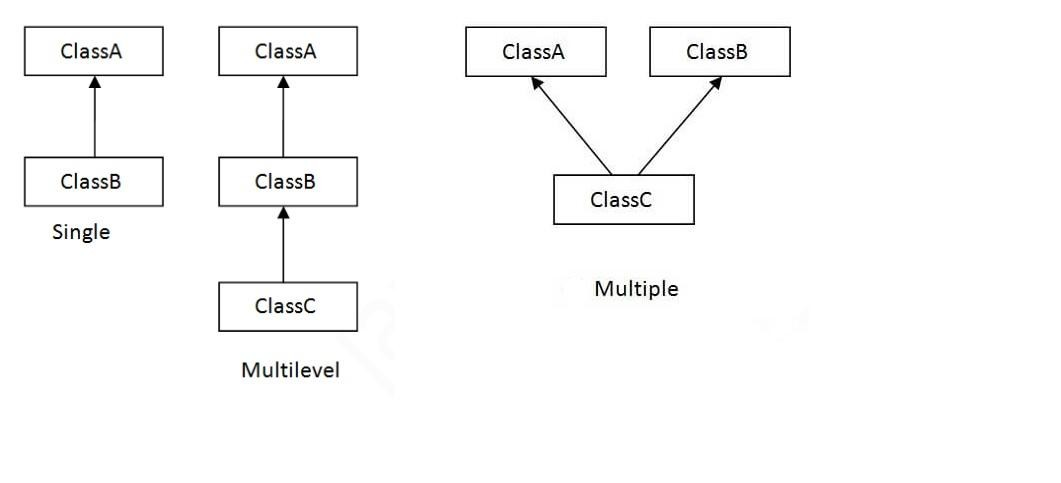 ClassA
ClassB
Single
ClassA
ClassB
ClassC
Multilevel
ClassA
ClassB
ClassC
Multiple